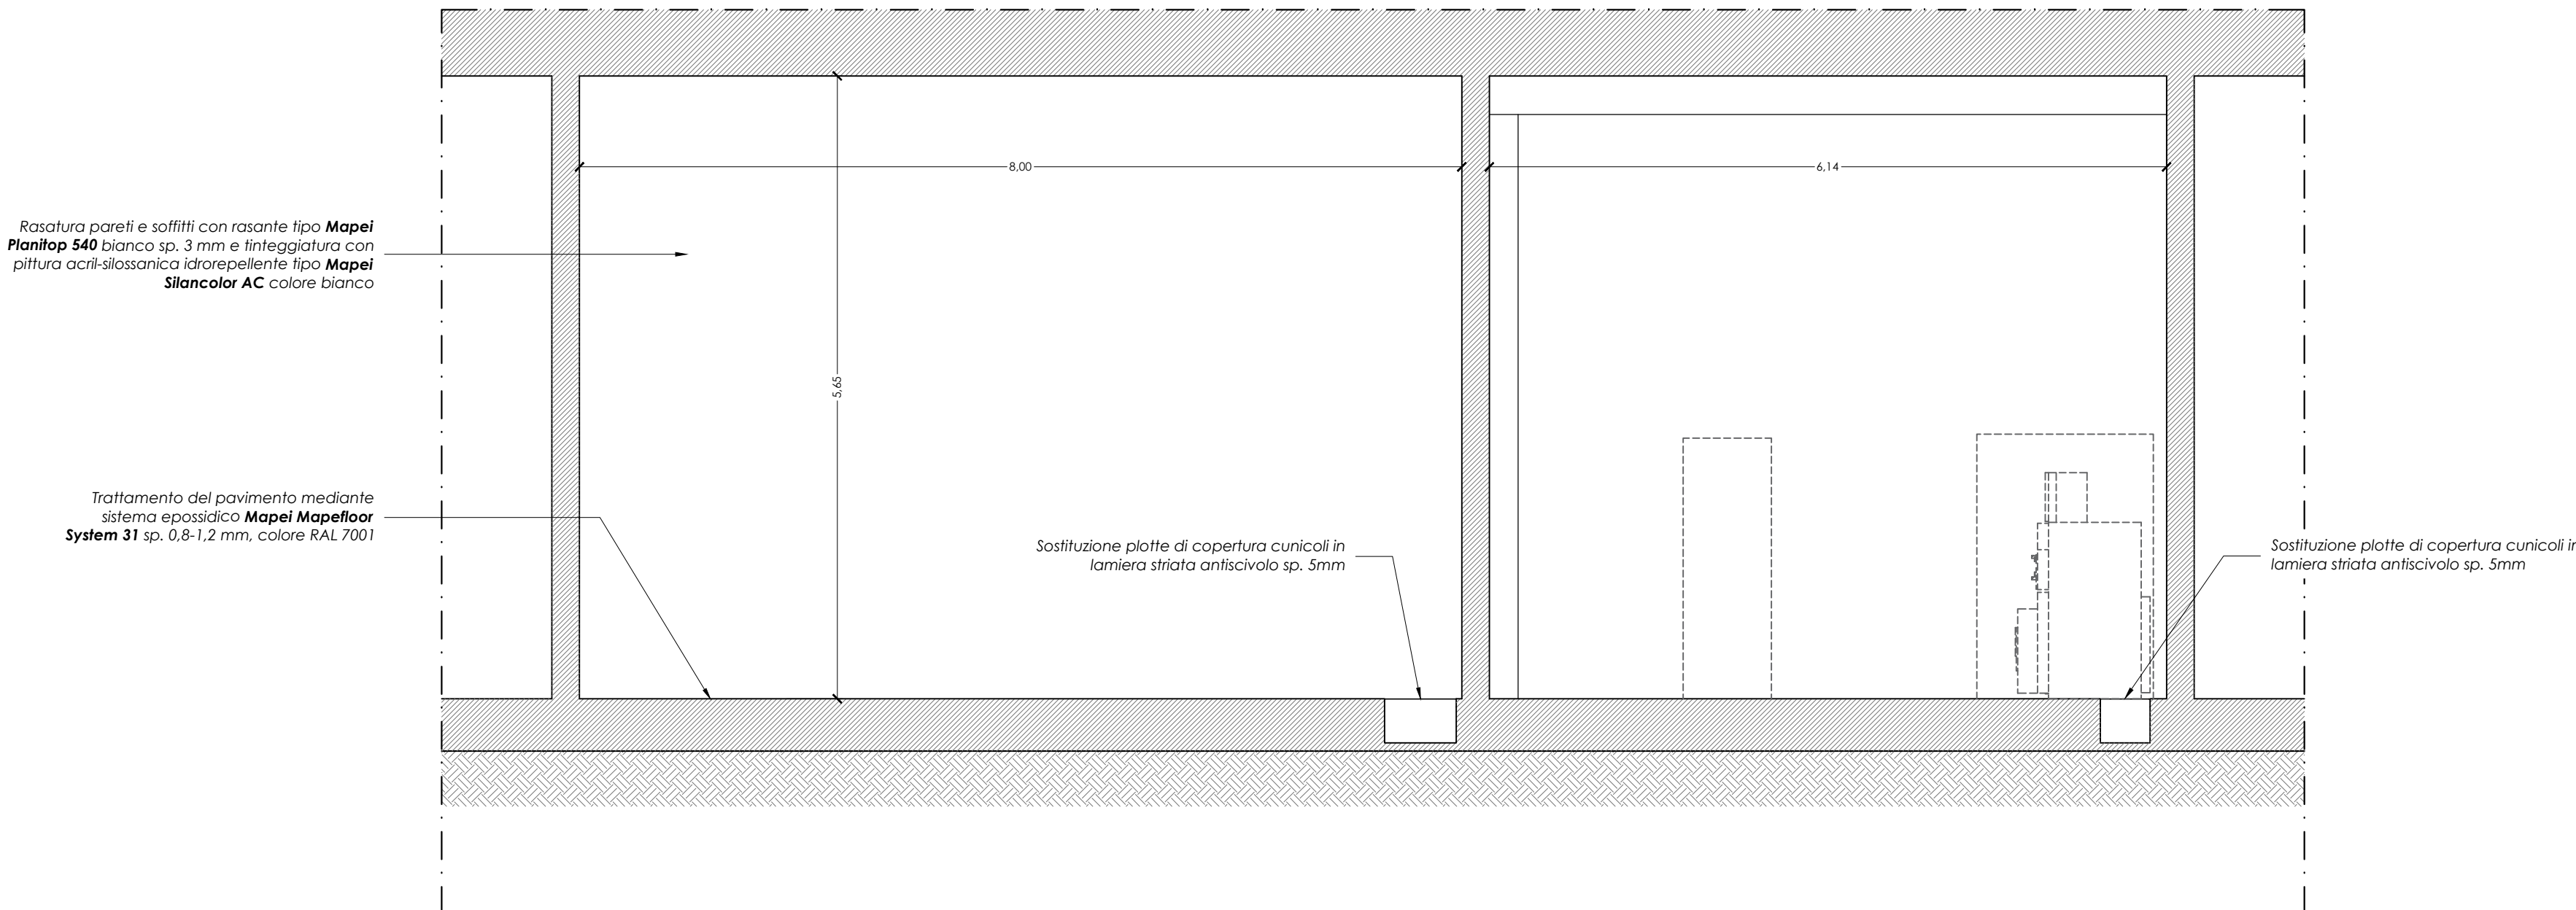 8,00
6,14
Rasatura pareti e soffitti con rasante tipo Mapei
Planitop 540 bianco sp. 3 mm e tinteggiatura con
pittura acril-silossanica idrorepellente tipo Mapei
Silancolor AC colore bianco
5,65
Trattamento del pavimento mediante
sistema epossidico Mapei Mapefloor
System 31 sp. 0,8-1,2 mm, colore RAL 7001
Sostituzione plotte di copertura cunicoli in
lamiera striata antiscivolo sp. 5mm
Sostituzione plotte di copertura cunicoli in
lamiera striata antiscivolo sp. 5mm